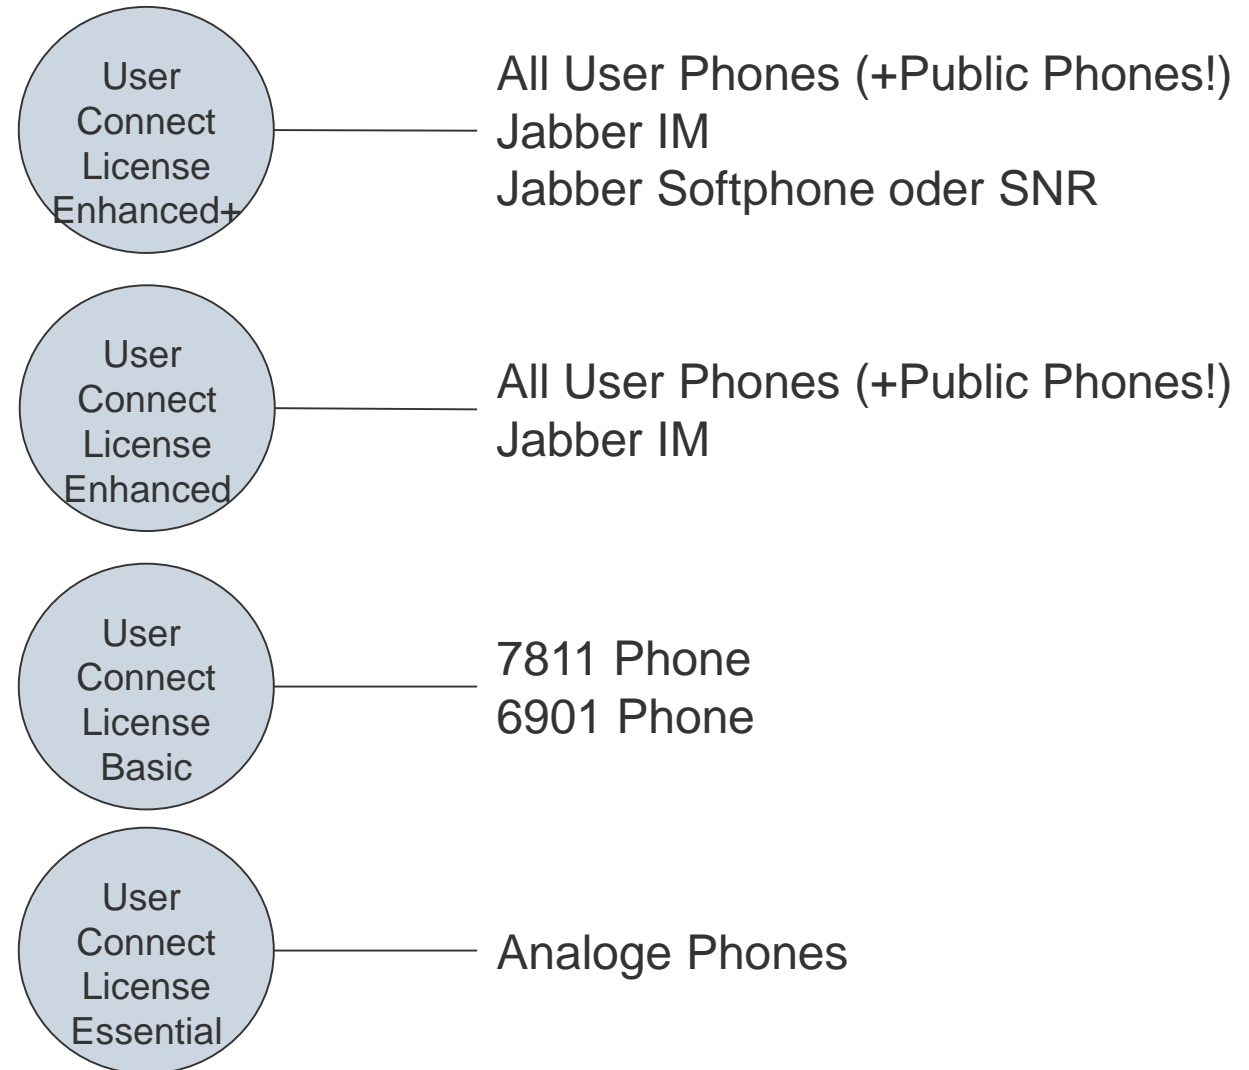 User
Connect
License
Enhanced+
All User Phones (+Public Phones!)
Jabber IM
Jabber Softphone oder SNR
User
Connect
License
Enhanced
All User Phones (+Public Phones!)
Jabber IM
User
Connect
License
Basic
7811 Phone
6901 Phone
User
Connect
License
Essential
Analoge Phones